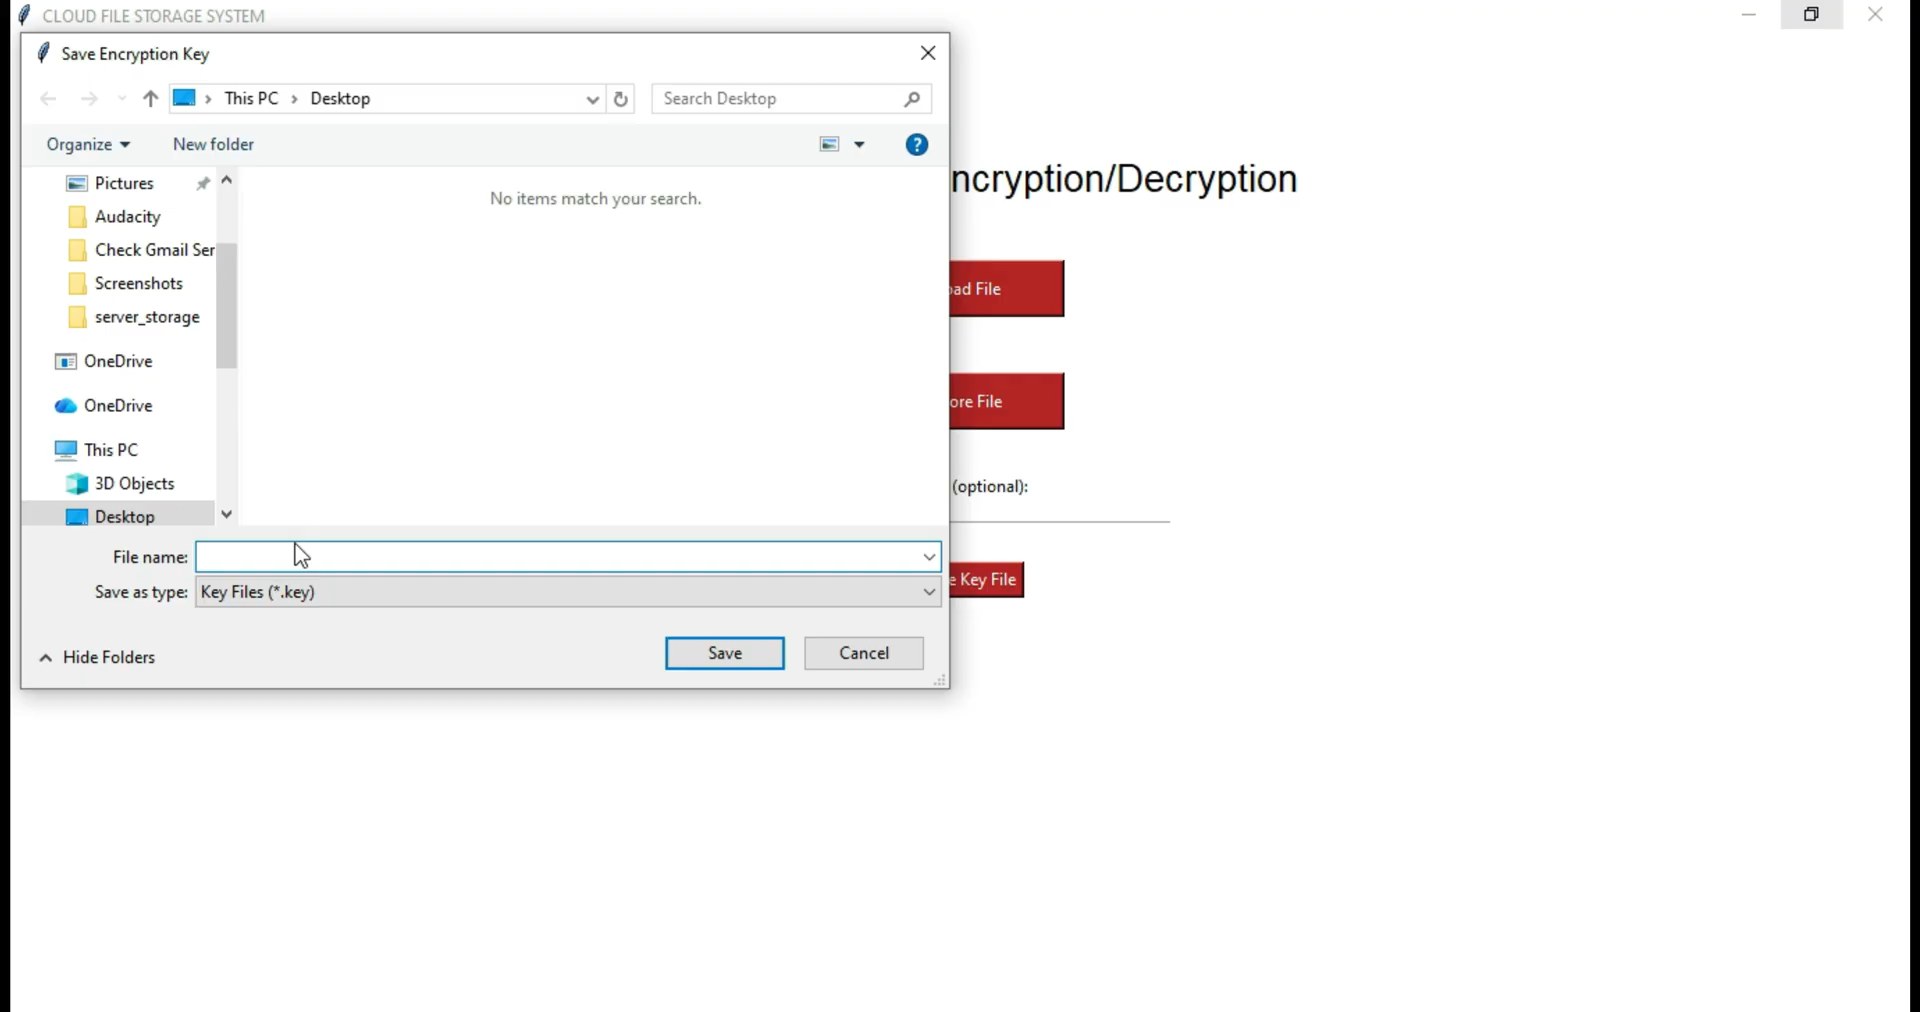 CLOUD FILE STORAGE SYSTEM
Save Encryption Key
This PC > Desktop
Search Desktop
Organize
New folder
Pictures
Audacity
Check Gmail Ser
Screenshots
server_storage
OneDrive
OneDrive
This PC
3D Objects
Desktop
No items match your search.
File name:
Save as type: Key Files (*.key)
Hide Folders
Save
Cancel
ncryption/Decryption
ad File
ore File
(optional):
e Key File